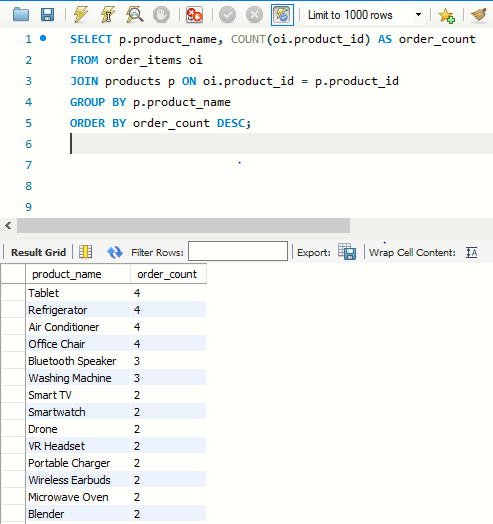 Limit to 1000 rows
1 SELECT p.product_name, COUNT(oi.product_id) AS order_count
2 FROM order_items oi
3 JOIN products p ON oi.product_id = p.product_id
4 GROUP BY p.product_name
5 ORDER BY order_count DESC;
6
7
8
9
Result Grid Filter Rows: Export: Wrap Cell Content: IA
product_name order_count
Tablet 4
Refrigerator 4
Air Conditioner 4
Office Chair 4
Bluetooth Speaker 3
Washing Machine 3
Smart TV 2
Smartwatch 2
Drone 2
VR Headset 2
Portable Charger 2
Wireless Earbuds 2
Microwave Oven 2
Blender 2